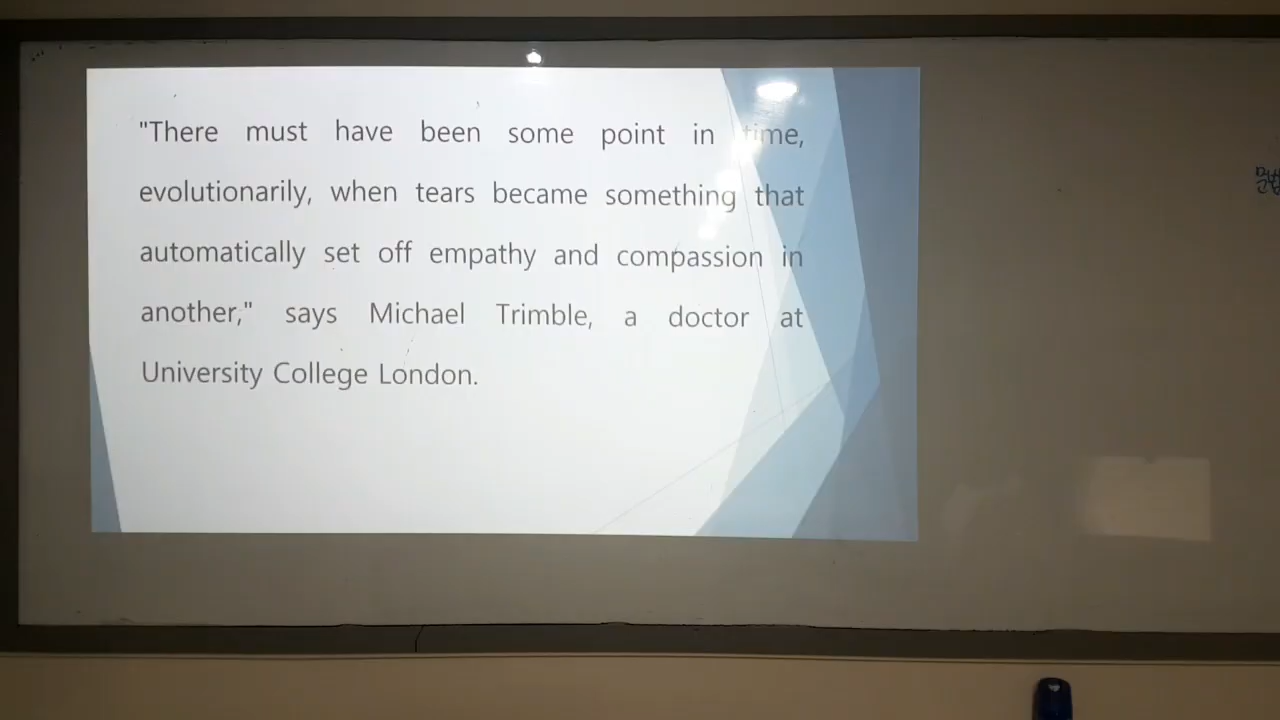 "There must have been some point in time,
evolutionarily, when tears became something that
automatically set off empathy and compassion in
another," says Michael Trimble, a doctor at
University College London.